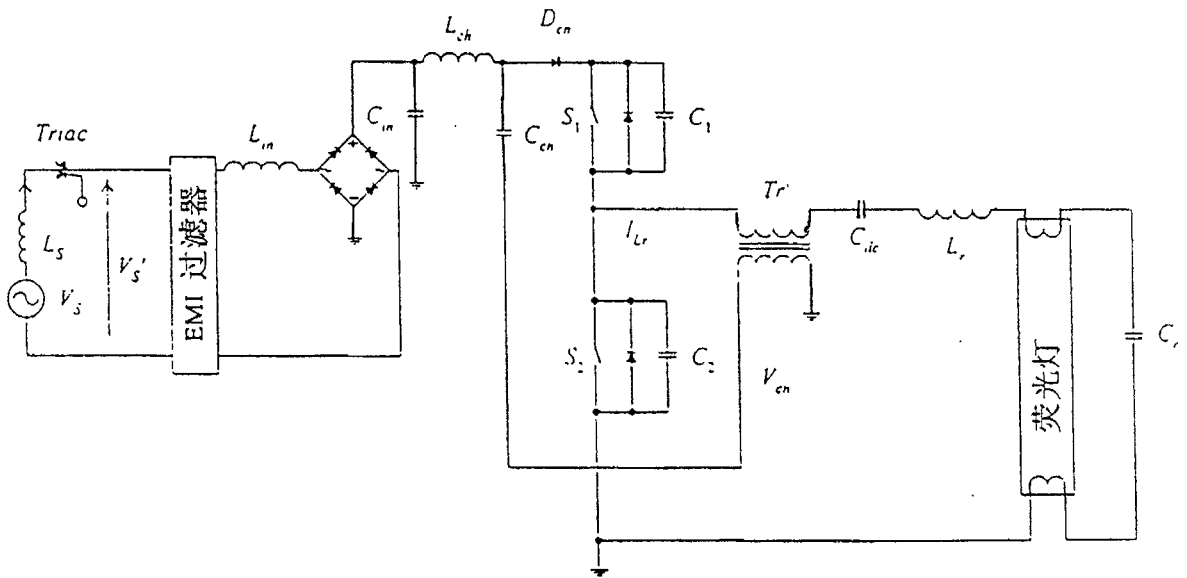 L_ch
D_cn
Triac
L_in
C_in
C_cn
S_1
C_1
L_S
V_S'
V_S
EMI 过滤器
I_Lr
Tr
C_dc
L_r
S_2
C_2
V_cn
荧光灯
C_r